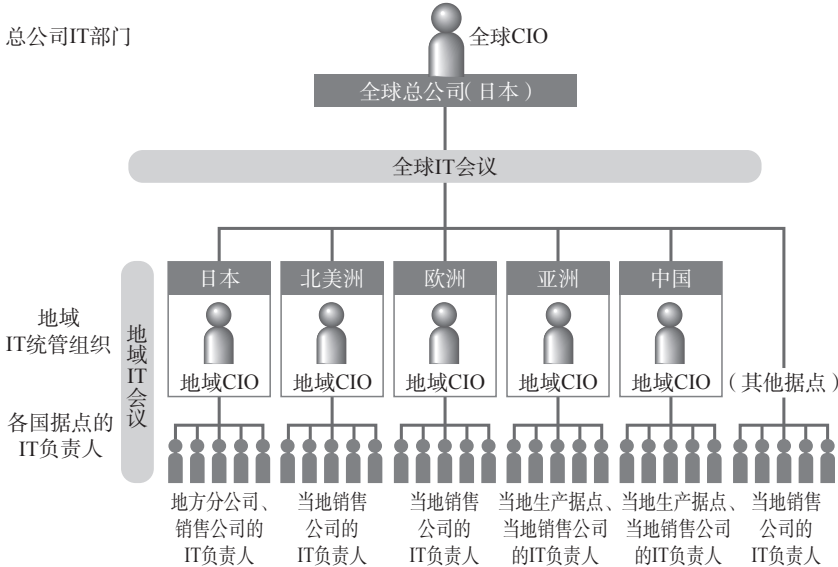 总公司IT部门
全球CIO
全球总公司(日本)
全球IT会议
日本
北美洲
欧洲
亚洲
中国
地域
IT统管组织
地域IT会议
地域CIO
地域CIO
地域CIO
地域CIO
地域CIO
(其他据点)
各国据点的
IT负责人
地方分公司、
销售公司的
IT负责人
当地销售
公司的
IT负责人
当地销售
公司的
IT负责人
当地生产据点、
当地销售公司
的IT负责人
当地生产据点、
当地销售公司
的IT负责人
当地销售
公司的
IT负责人